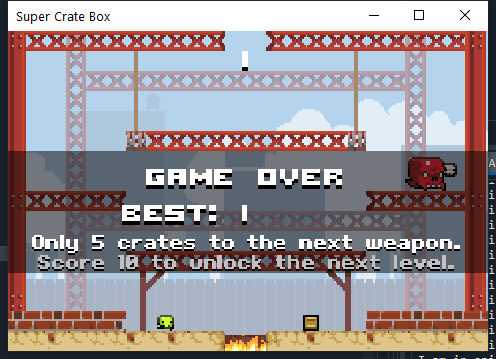 Super Crate Box
1
GAME OVER
BEST: 1
Only 5 crates to the next weapon.
Score 10 to unlock the next level.